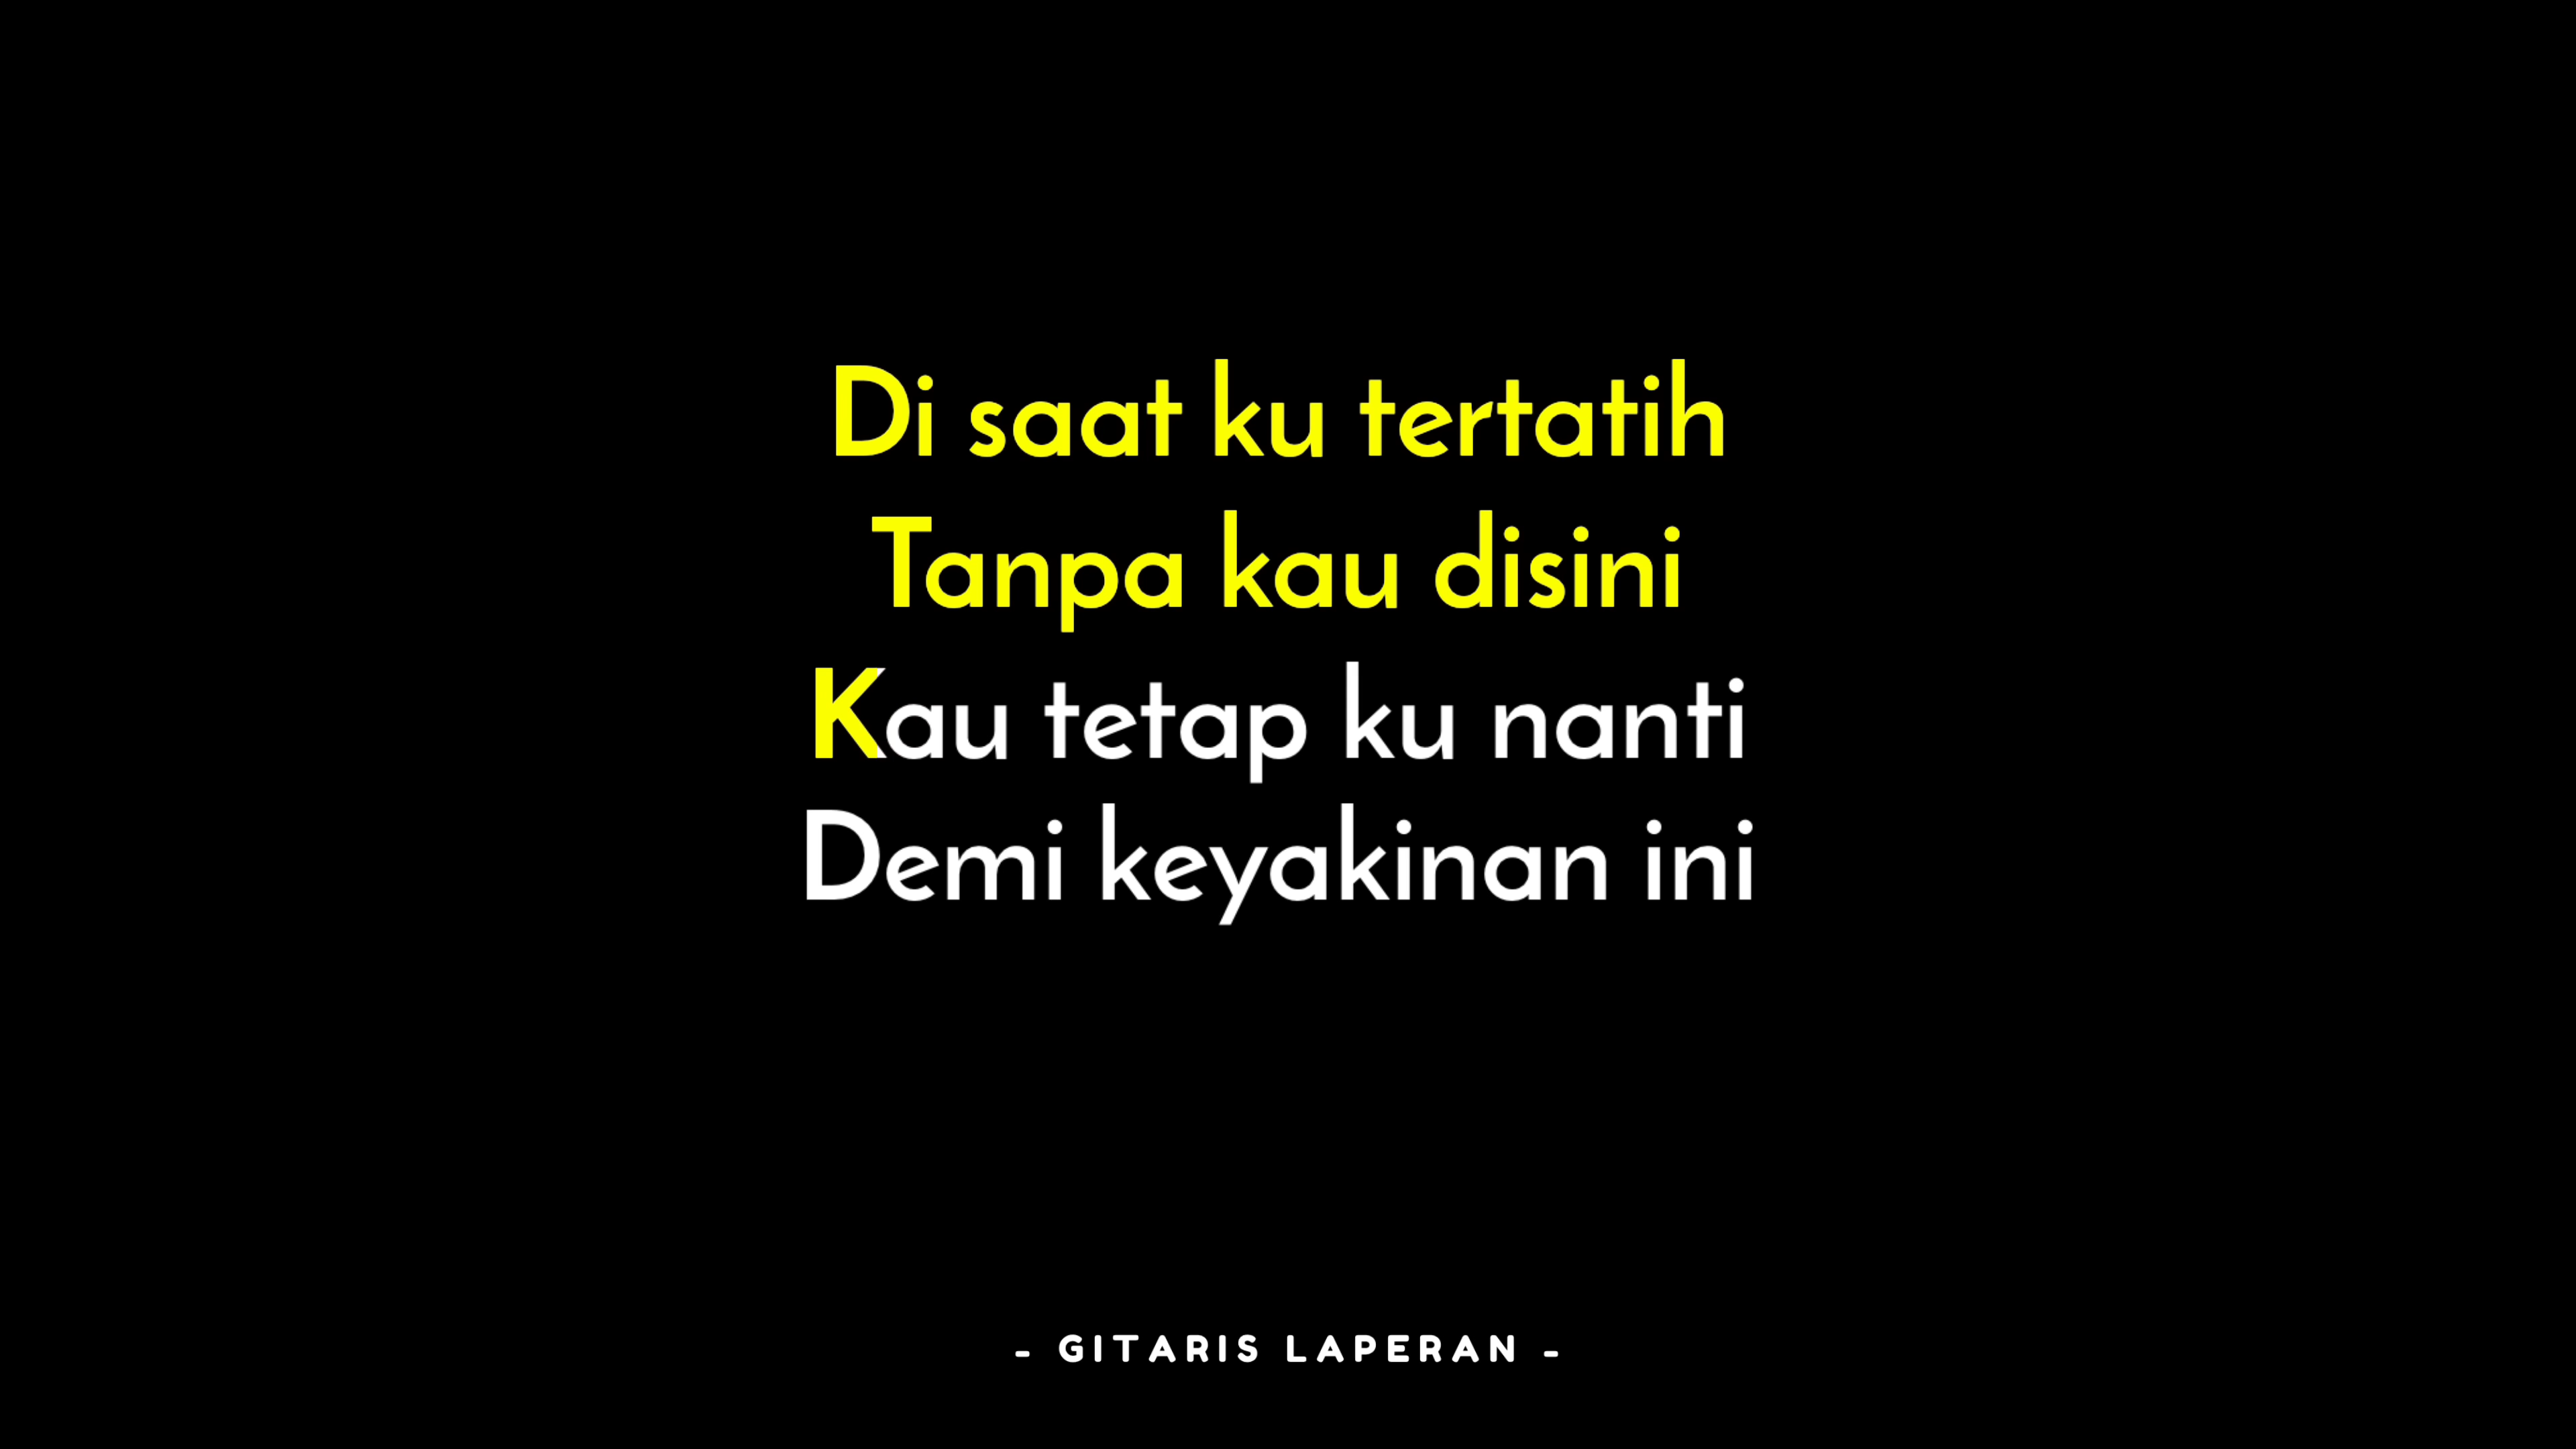 Di saat ku tertatih
Tanpa kau disini
Kau tetap ku nanti
Demi keyakinan ini
- GITARIS LAPERAN -